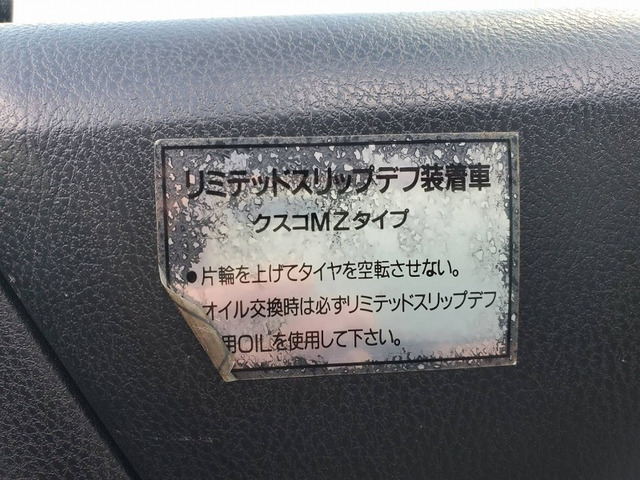 リミテッドスリップデフ装着車
クスコMZタイプ
●片輪を上げてタイヤを空転させない。
オイル交換時は必ずリミテッドスリップデフ
用OILを使用して下さい。